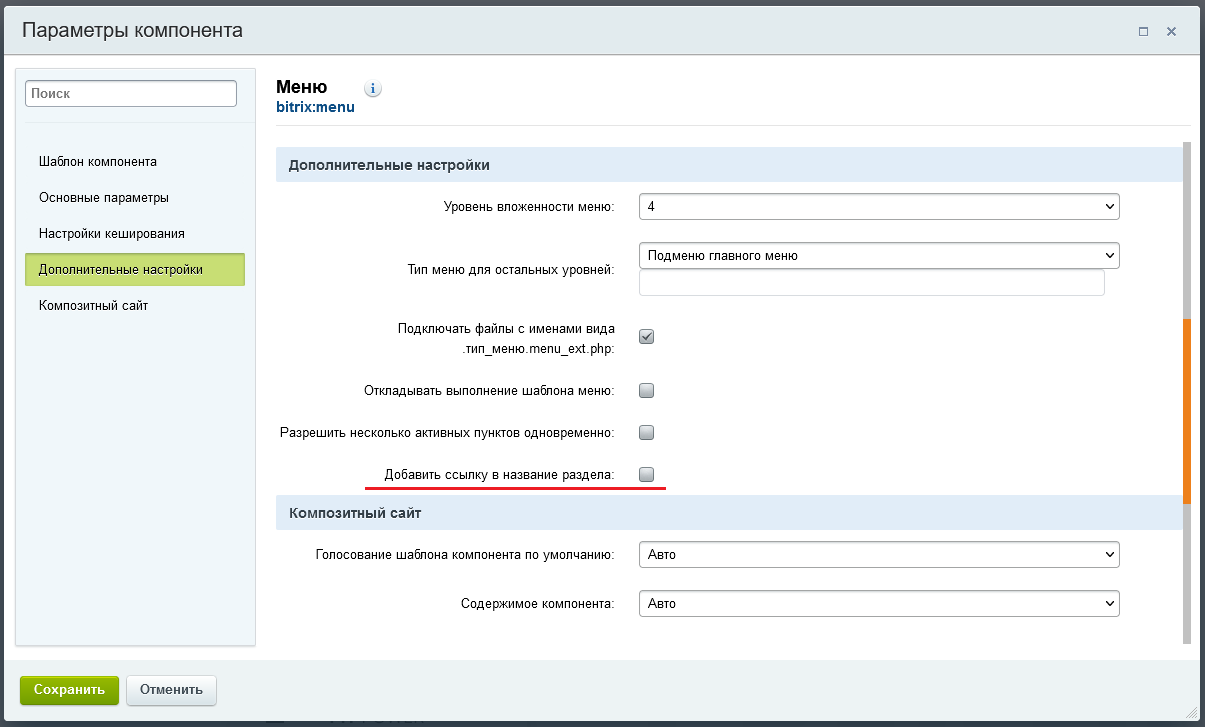 Параметры компонента
Поиск
Шаблон компонента
Основные параметры
Настройки кеширования
Дополнительные настройки
Композитный сайт
Меню
bitrix:menu
Дополнительные настройки
Уровень вложенности меню: 4
Тип меню для остальных уровней: Подменю главного меню
Подключать файлы с именами вида
.тип_меню.menu_ext.php:
Откладывать выполнение шаблона меню:
Разрешить несколько активных пунктов одновременно:
Добавить ссылку в название раздела:
Композитный сайт
Голосование шаблона компонента по умолчанию: Авто
Содержимое компонента: Авто
Сохранить Отменить